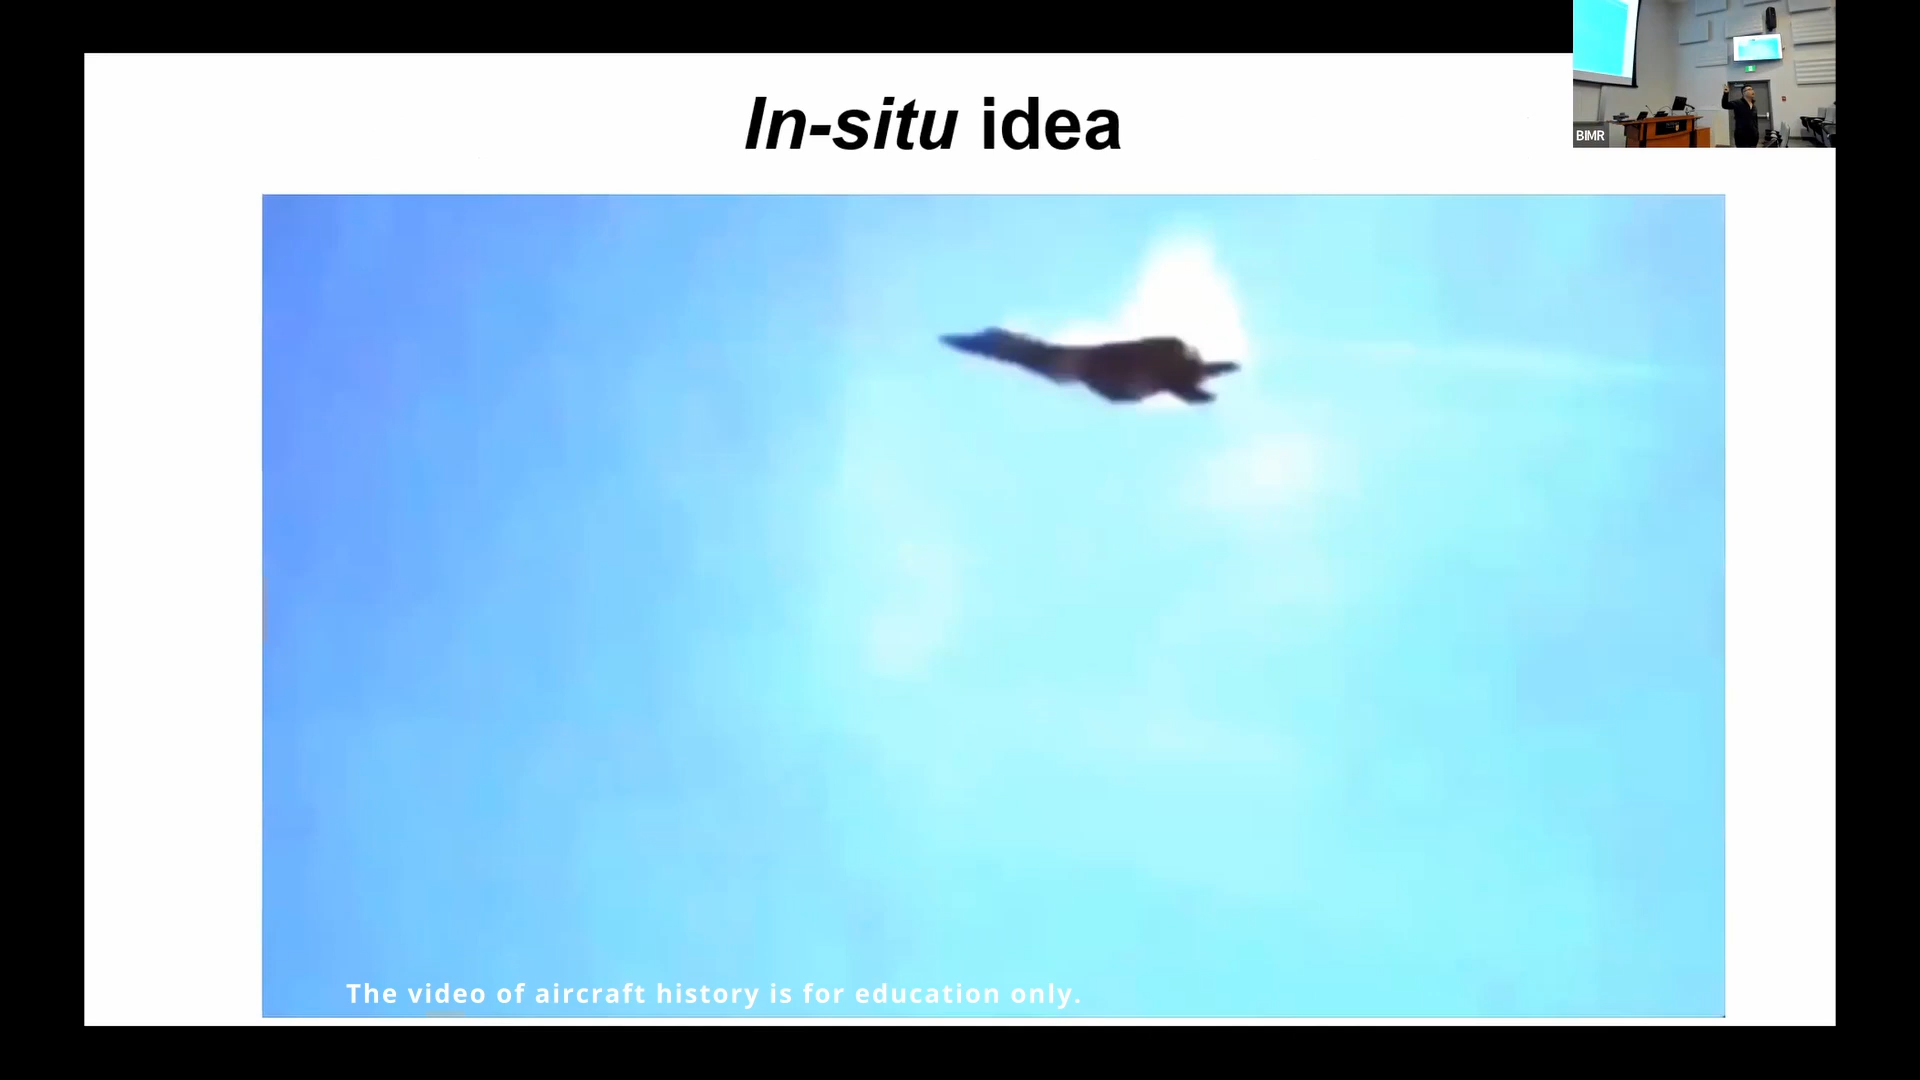 In-situ idea
BIMR
The video of aircraft history is for education only.